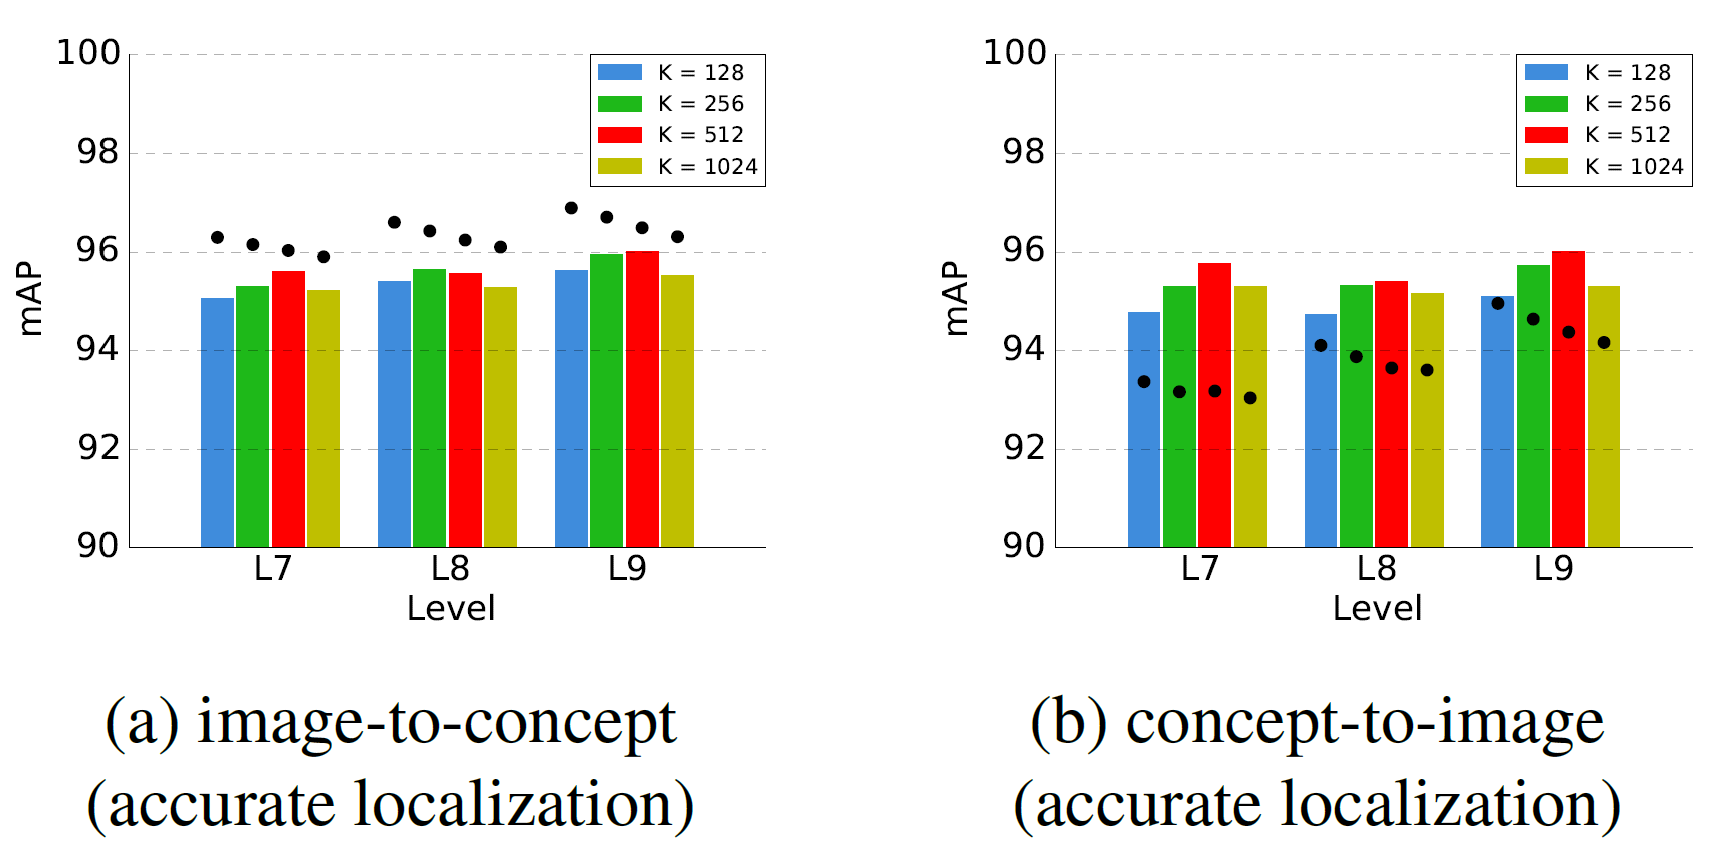 100
98
96
94
92
90
mAP
K = 128
K = 256
K = 512
K = 1024
L7 L8 L9
Level
(a) image-to-concept
(accurate localization)
100
98
96
94
92
90
mAP
K = 128
K = 256
K = 512
K = 1024
L7 L8 L9
Level
(b) concept-to-image
(accurate localization)